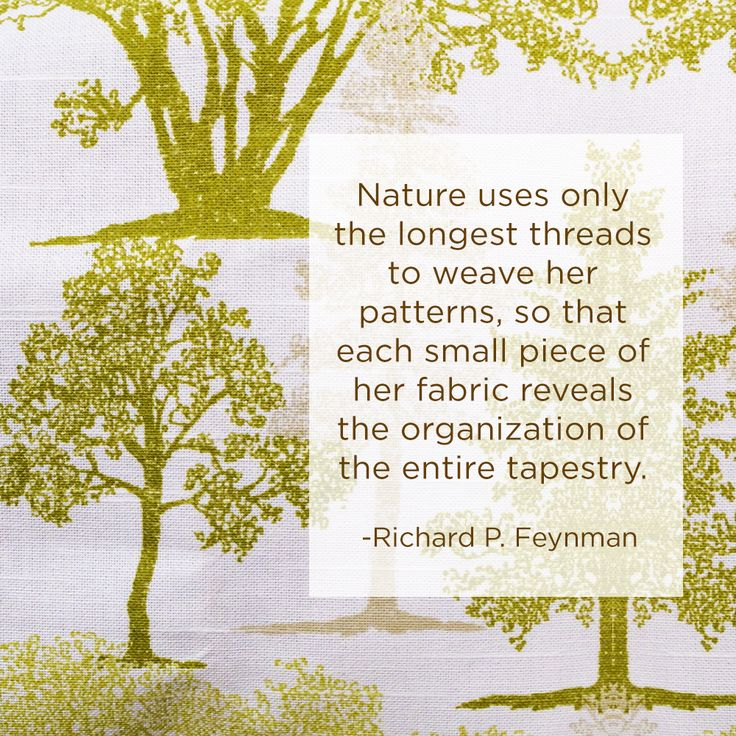 Nature uses only
the longest threads
to weave her
patterns, so that
each small piece of
her fabric reveals
the organization of
the entire tapestry.
-Richard P. Feynman